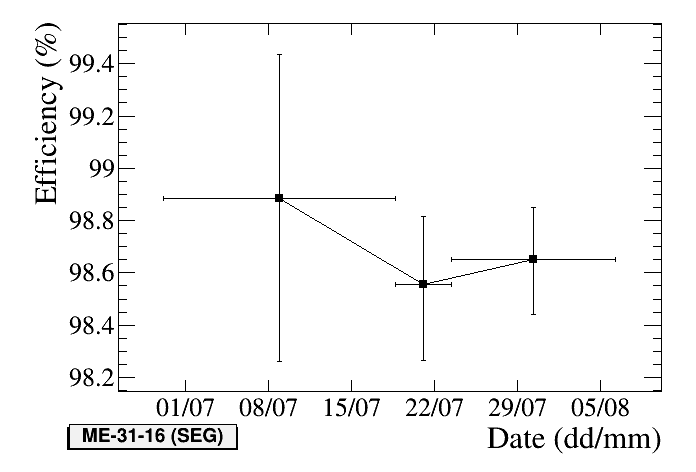 Efficiency (%)
99.4
99.2
99
98.8
98.6
98.4
98.2
01/07 08/07 15/07 22/07 29/07 05/08
ME-31-16 (SEG)
Date (dd/mm)